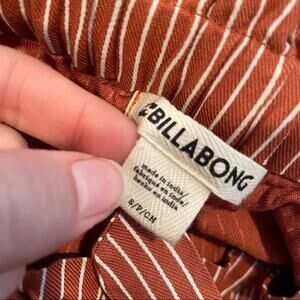 BILLABONG
made in india/
fabriqué en inde/
hecho en india
S/P/CH